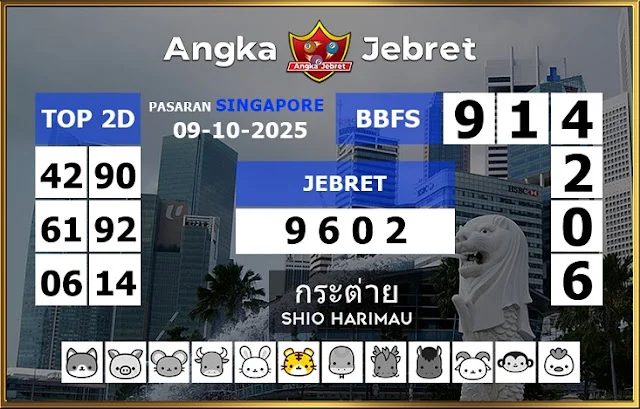 Angka Jebret
Angka Jebret
TOP 2D
PASARAN SINGAPORE
09-10-2025
BBFS
9 1 4
2
0
6
42 90
61 92
06 14
JEBRET
9 6 0 2
HSBC
กระต่าย
SHIO HARIMAU